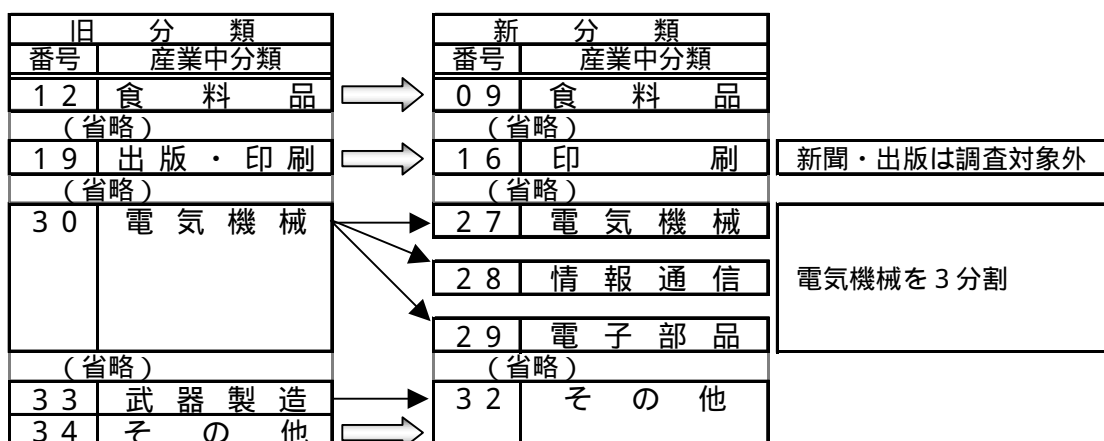 旧 分 類 新 分 類
番号 産業中分類 番号 産業中分類
12 食 料 品 09 食 料 品
(省略) (省略)
19 出版・印刷 16 印 刷 新聞・出版は調査対象外
(省略) (省略)
30 電気機械 27 電気機械
28 情報通信 電気機械を3分割
29 電子部品
(省略) (省略)
33 武器製造 32 その他
34 その他